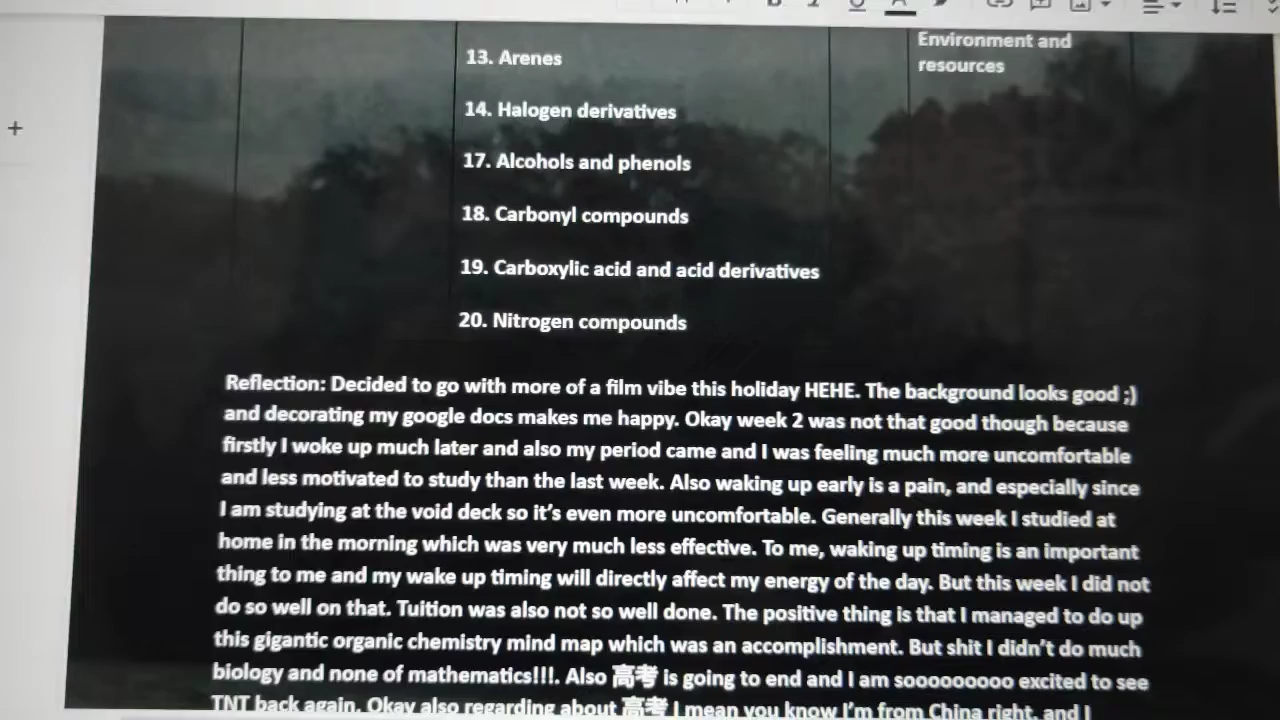 Environment and
resources
13. Arenes
14. Halogen derivatives
17. Alcohols and phenols
18. Carbonyl compounds
19. Carboxylic acid and acid derivatives
20. Nitrogen compounds
Reflection: Decided to go with more of a film vibe this holiday HEHE. The background looks good ;)
and decorating my google docs makes me happy. Okay week 2 was not that good though because
firstly I woke up much later and also my period came and I was feeling much more uncomfortable
and less motivated to study than the last week. Also waking up early is a pain, and especially since
I am studying at the void deck so it’s even more uncomfortable. Generally this week I studied at
home in the morning which was very much less effective. To me, waking up timing is an important
thing to me and my wake up timing will directly affect my energy of the day. But this week I did not
do so well on that. Tuition was also not so well done. The positive thing is that I managed to do up
this gigantic organic chemistry mind map which was an accomplishment. But shit I didn’t do much
biology and none of mathematics!!!. Also 高考 is going to end and I am sooooooooo excited to see
TNT back again. Okay also regarding about 高考 I mean you know I’m from China right, and I